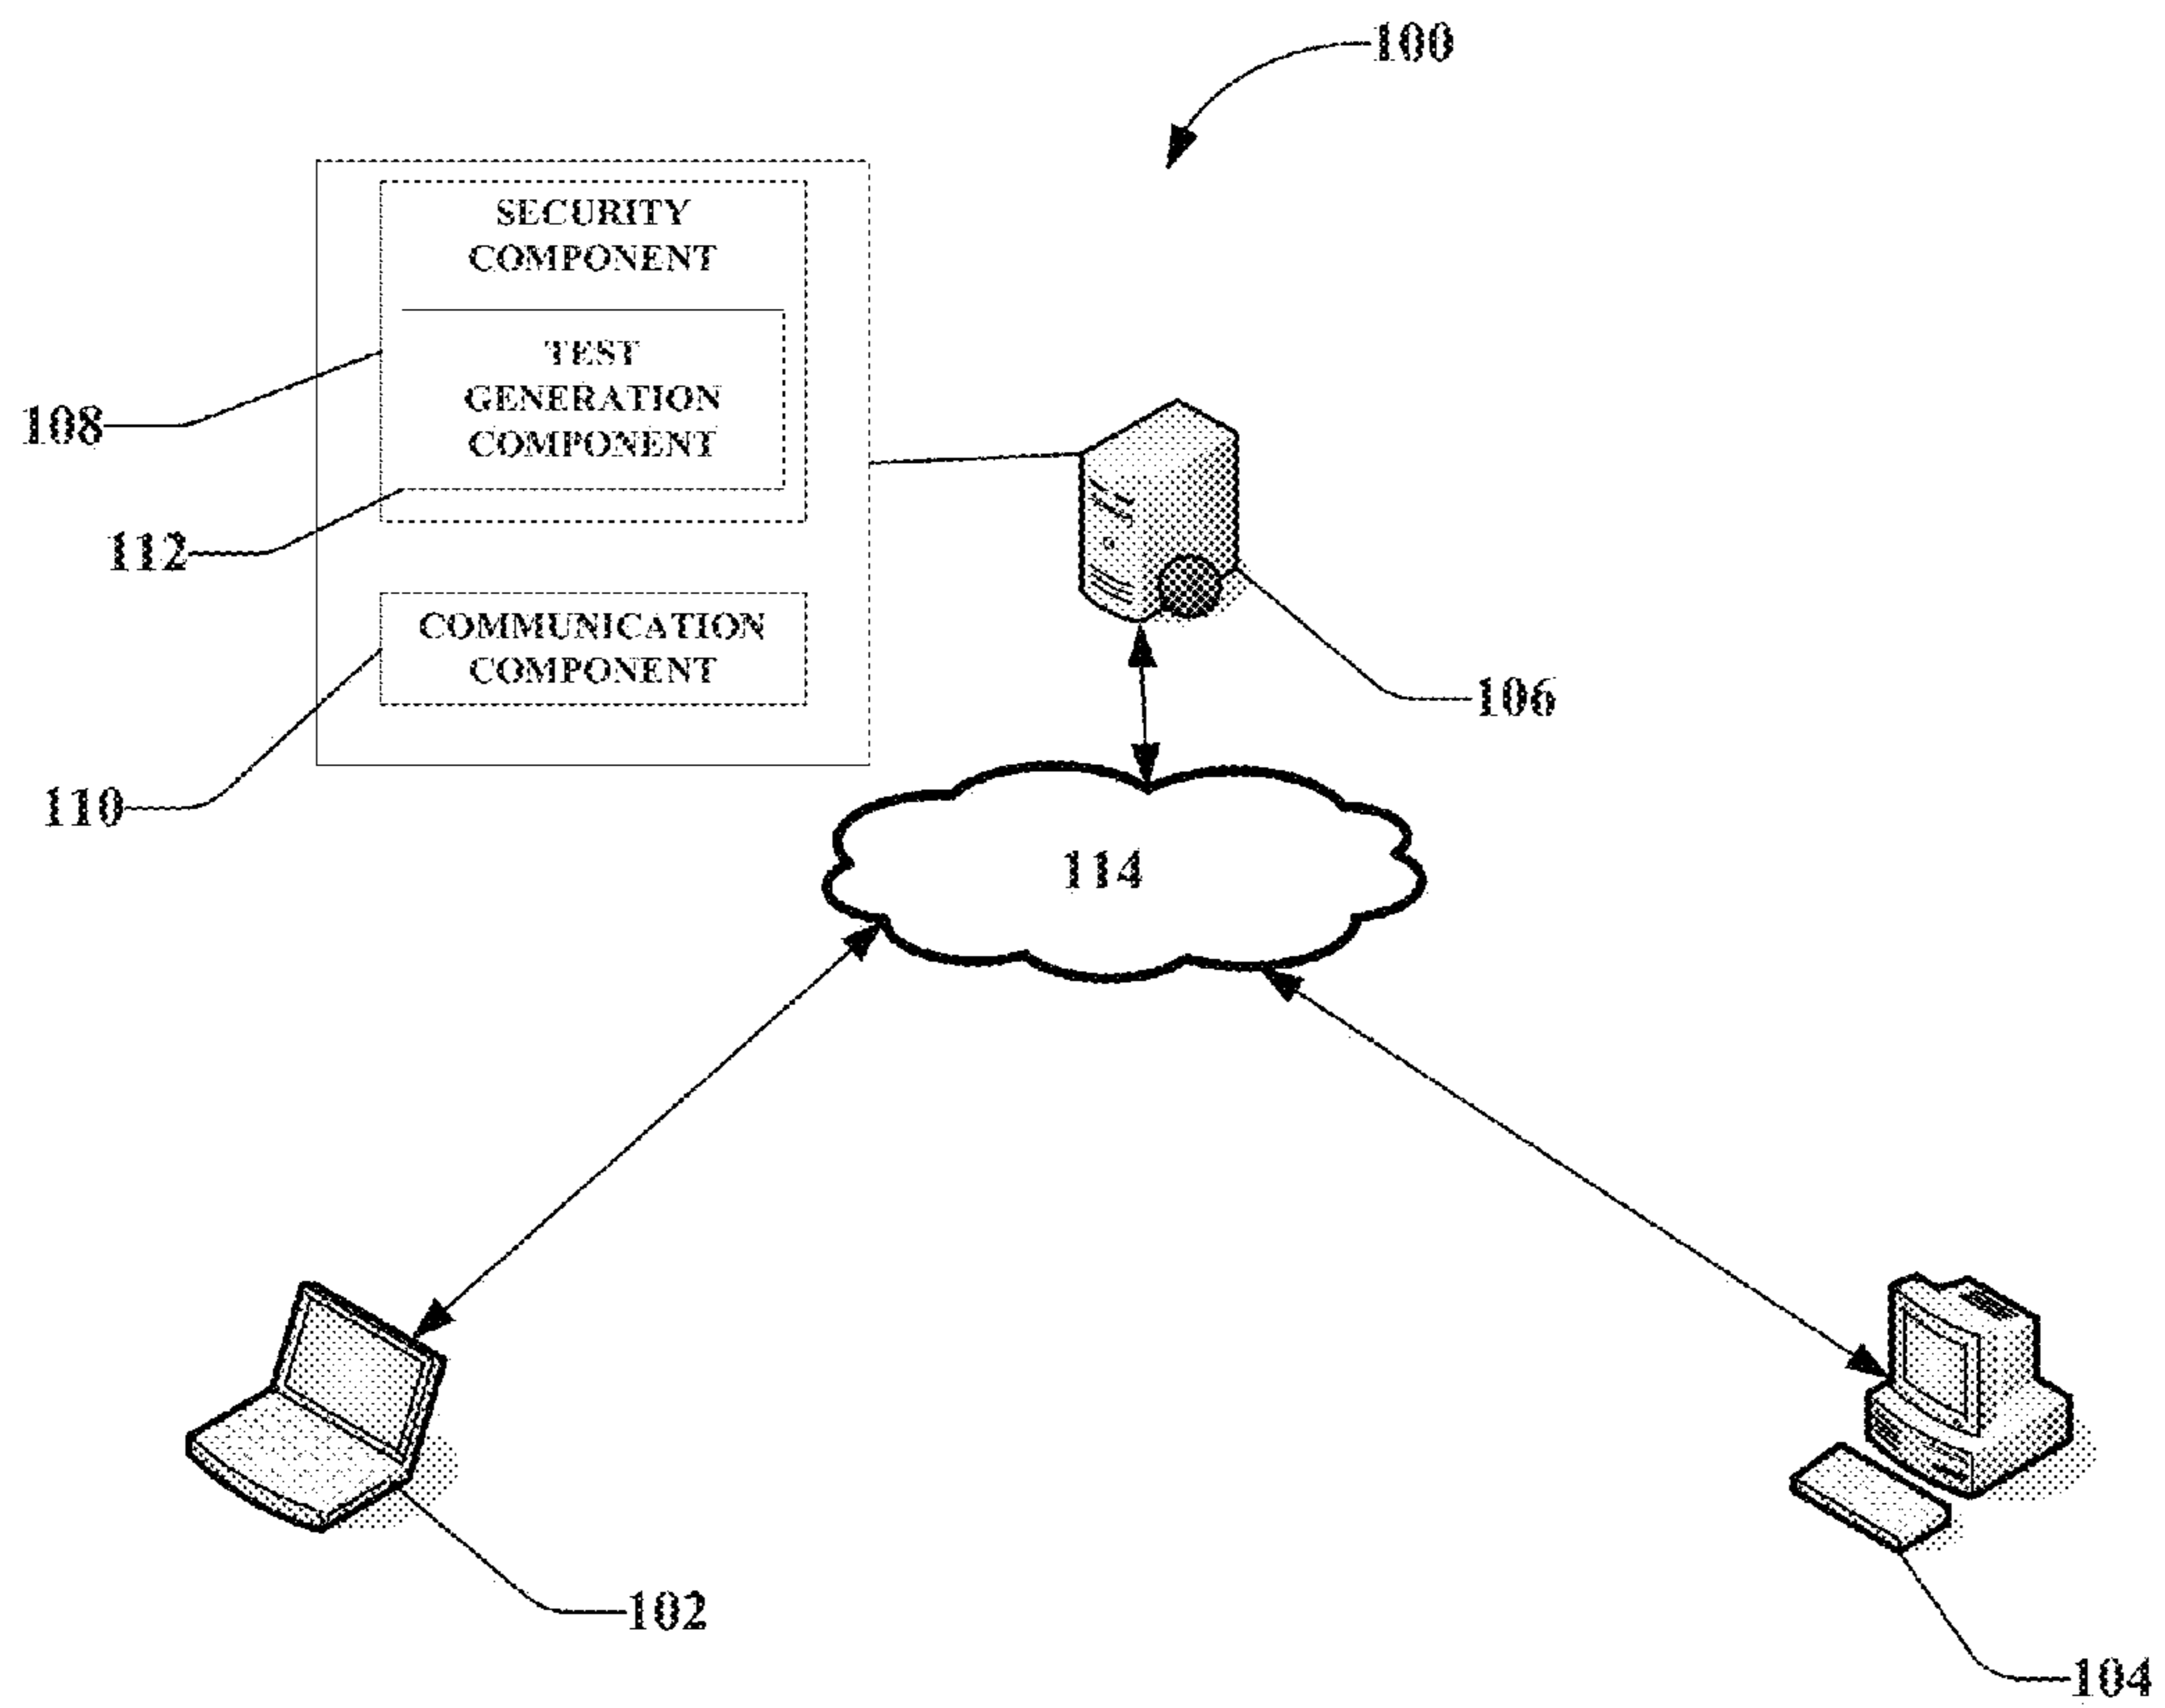 100
SECURITY
COMPONENT
TEST
GENERATION
COMPONENT
108
112
COMMUNICATION
COMPONENT
106
110
114
102
104